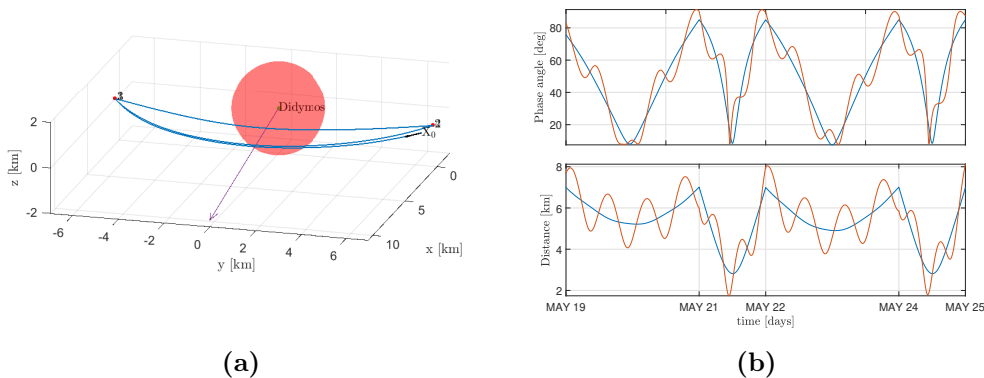 Didymos
3
2
X0
2
0
-2
z [km]
-6
-4
-2
0
2
4
6
y [km]
0
5
10
x [km]
(a)
80
60
40
20
Phase angle [deg]
8
6
4
2
Distance [km]
MAY 19
MAY 21
MAY 22
MAY 24
MAY 25
time [days]
(b)